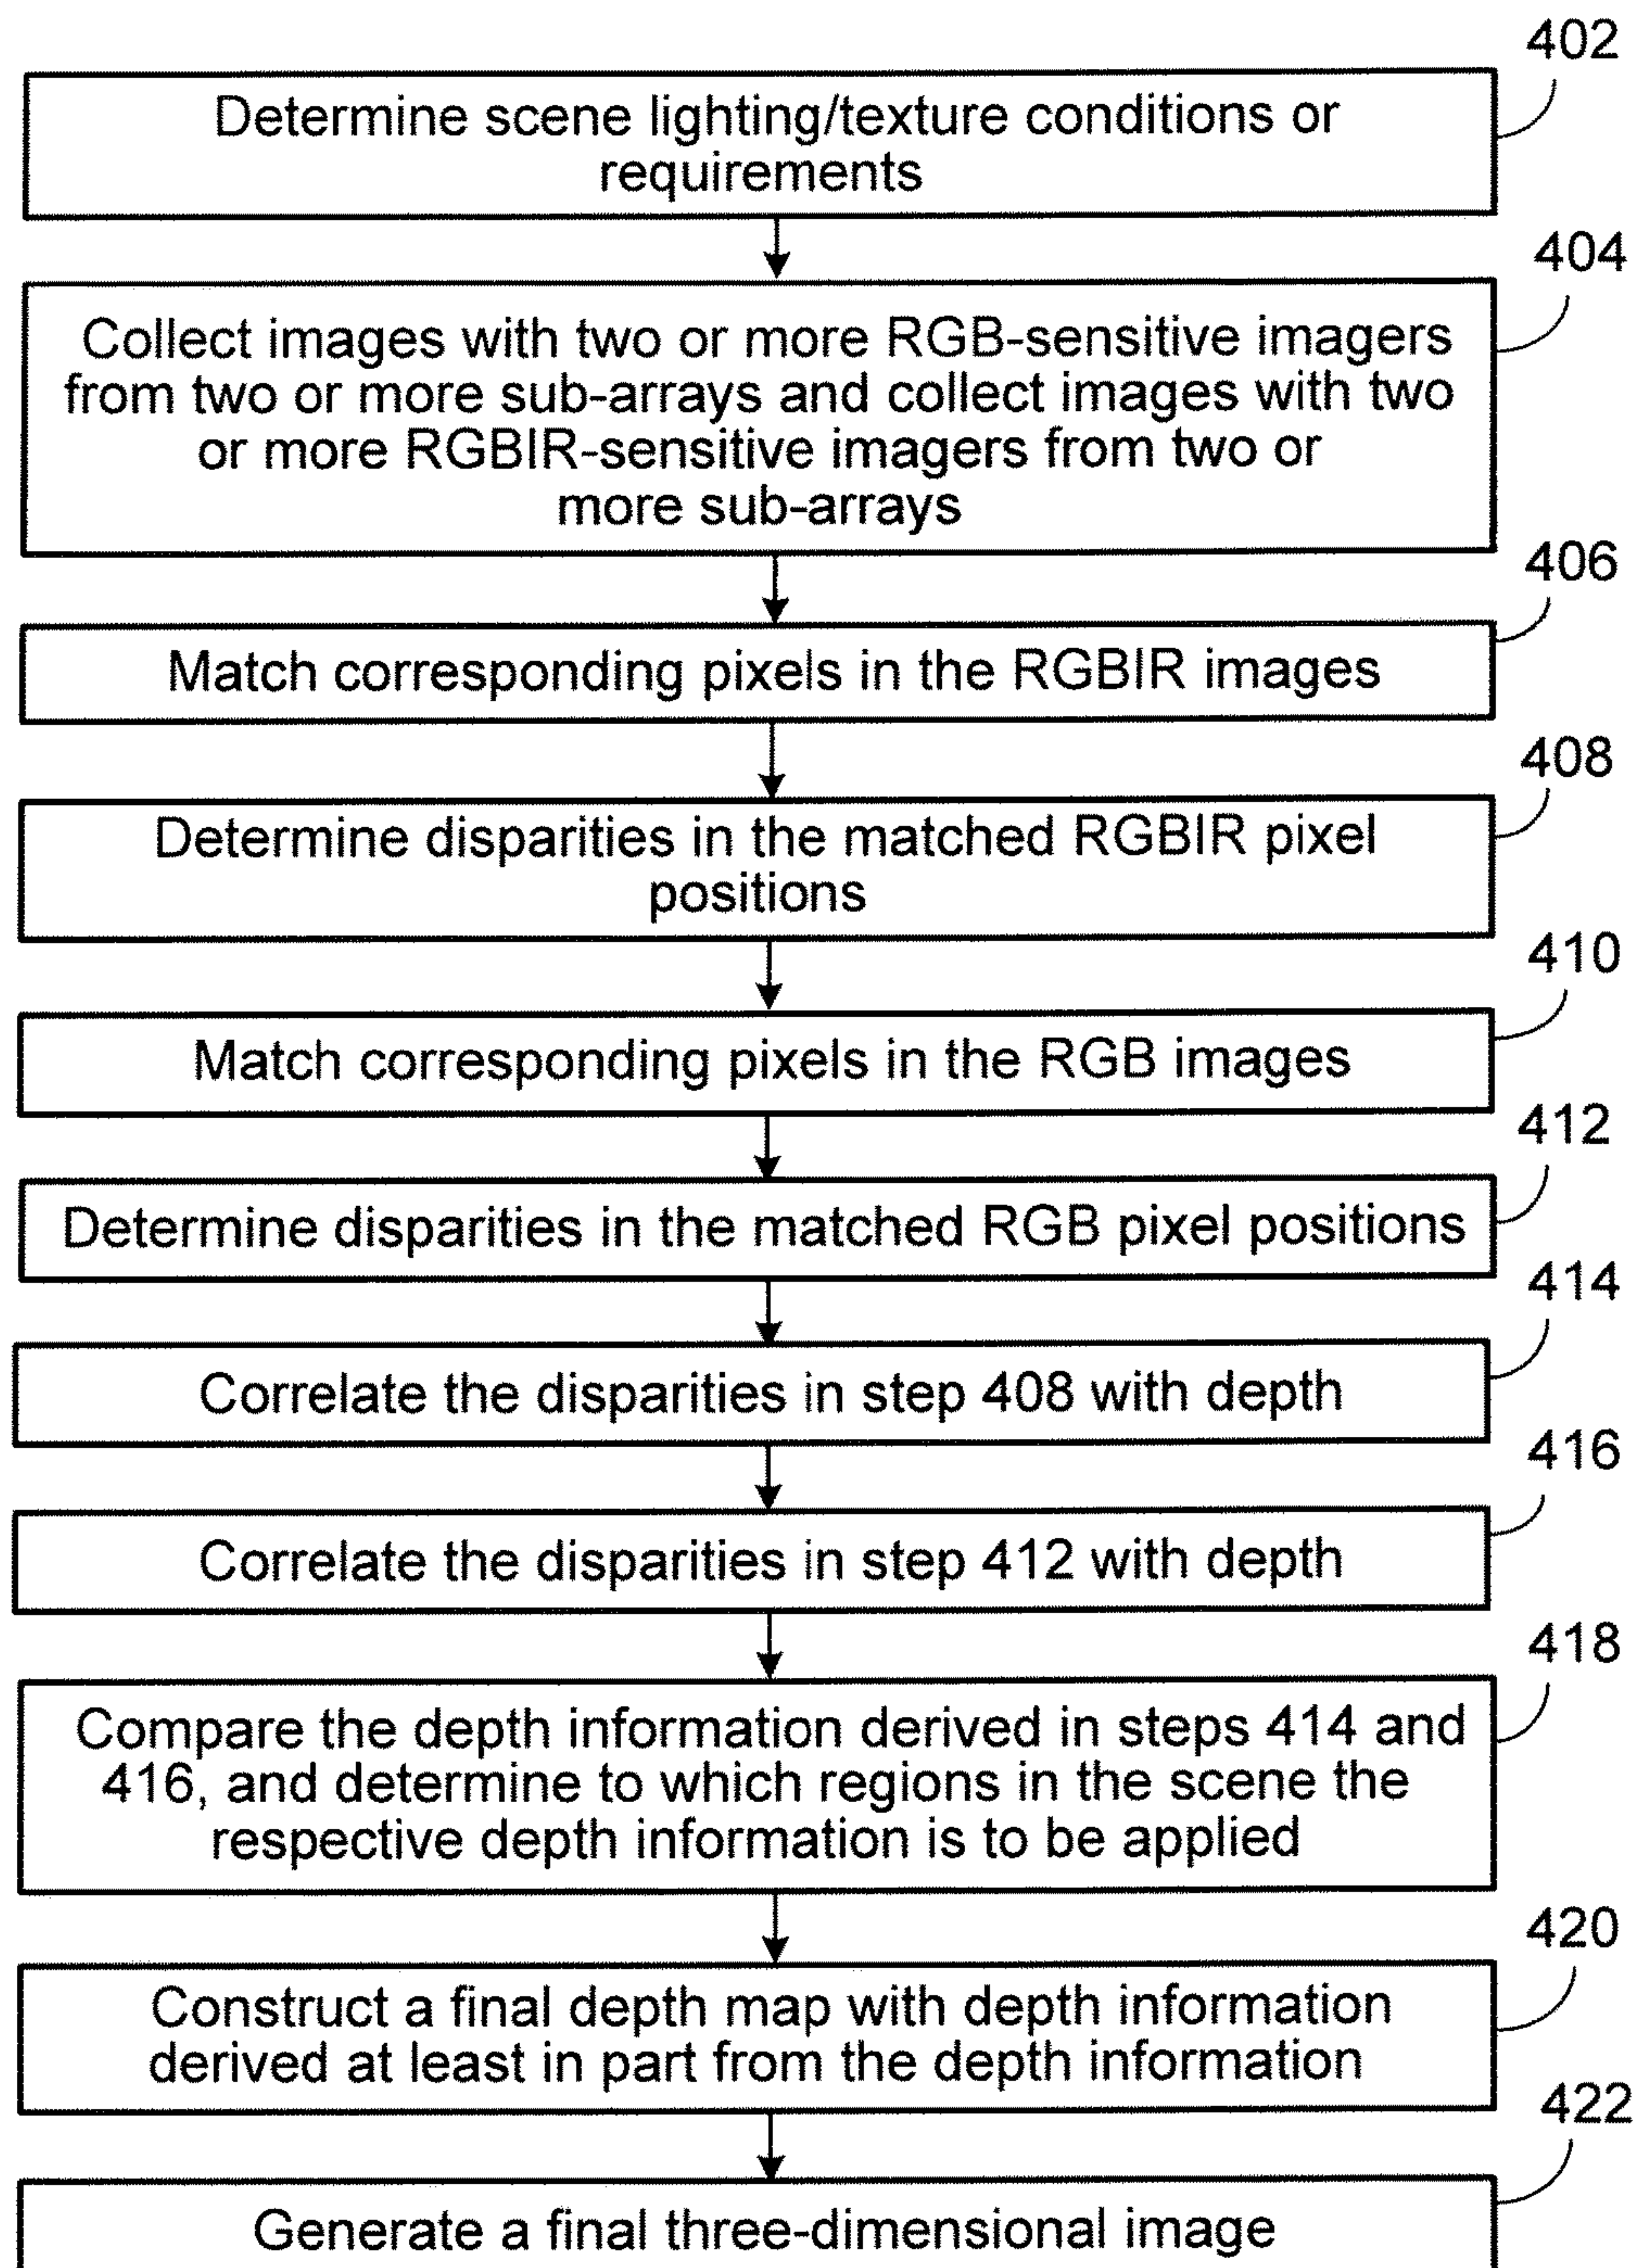 402
Determine scene lighting/texture conditions or
requirements
404
Collect images with two or more RGB-sensitive imagers
from two or more sub-arrays and collect images with two
or more RGBIR-sensitive imagers from two or
more sub-arrays
406
Match corresponding pixels in the RGBIR images
408
Determine disparities in the matched RGBIR pixel
positions
410
Match corresponding pixels in the RGB images
412
Determine disparities in the matched RGB pixel positions
414
Correlate the disparities in step 408 with depth
416
Correlate the disparities in step 412 with depth
418
Compare the depth information derived in steps 414 and
416, and determine to which regions in the scene the
respective depth information is to be applied
420
Construct a final depth map with depth information
derived at least in part from the depth information
422
Generate a final three-dimensional image